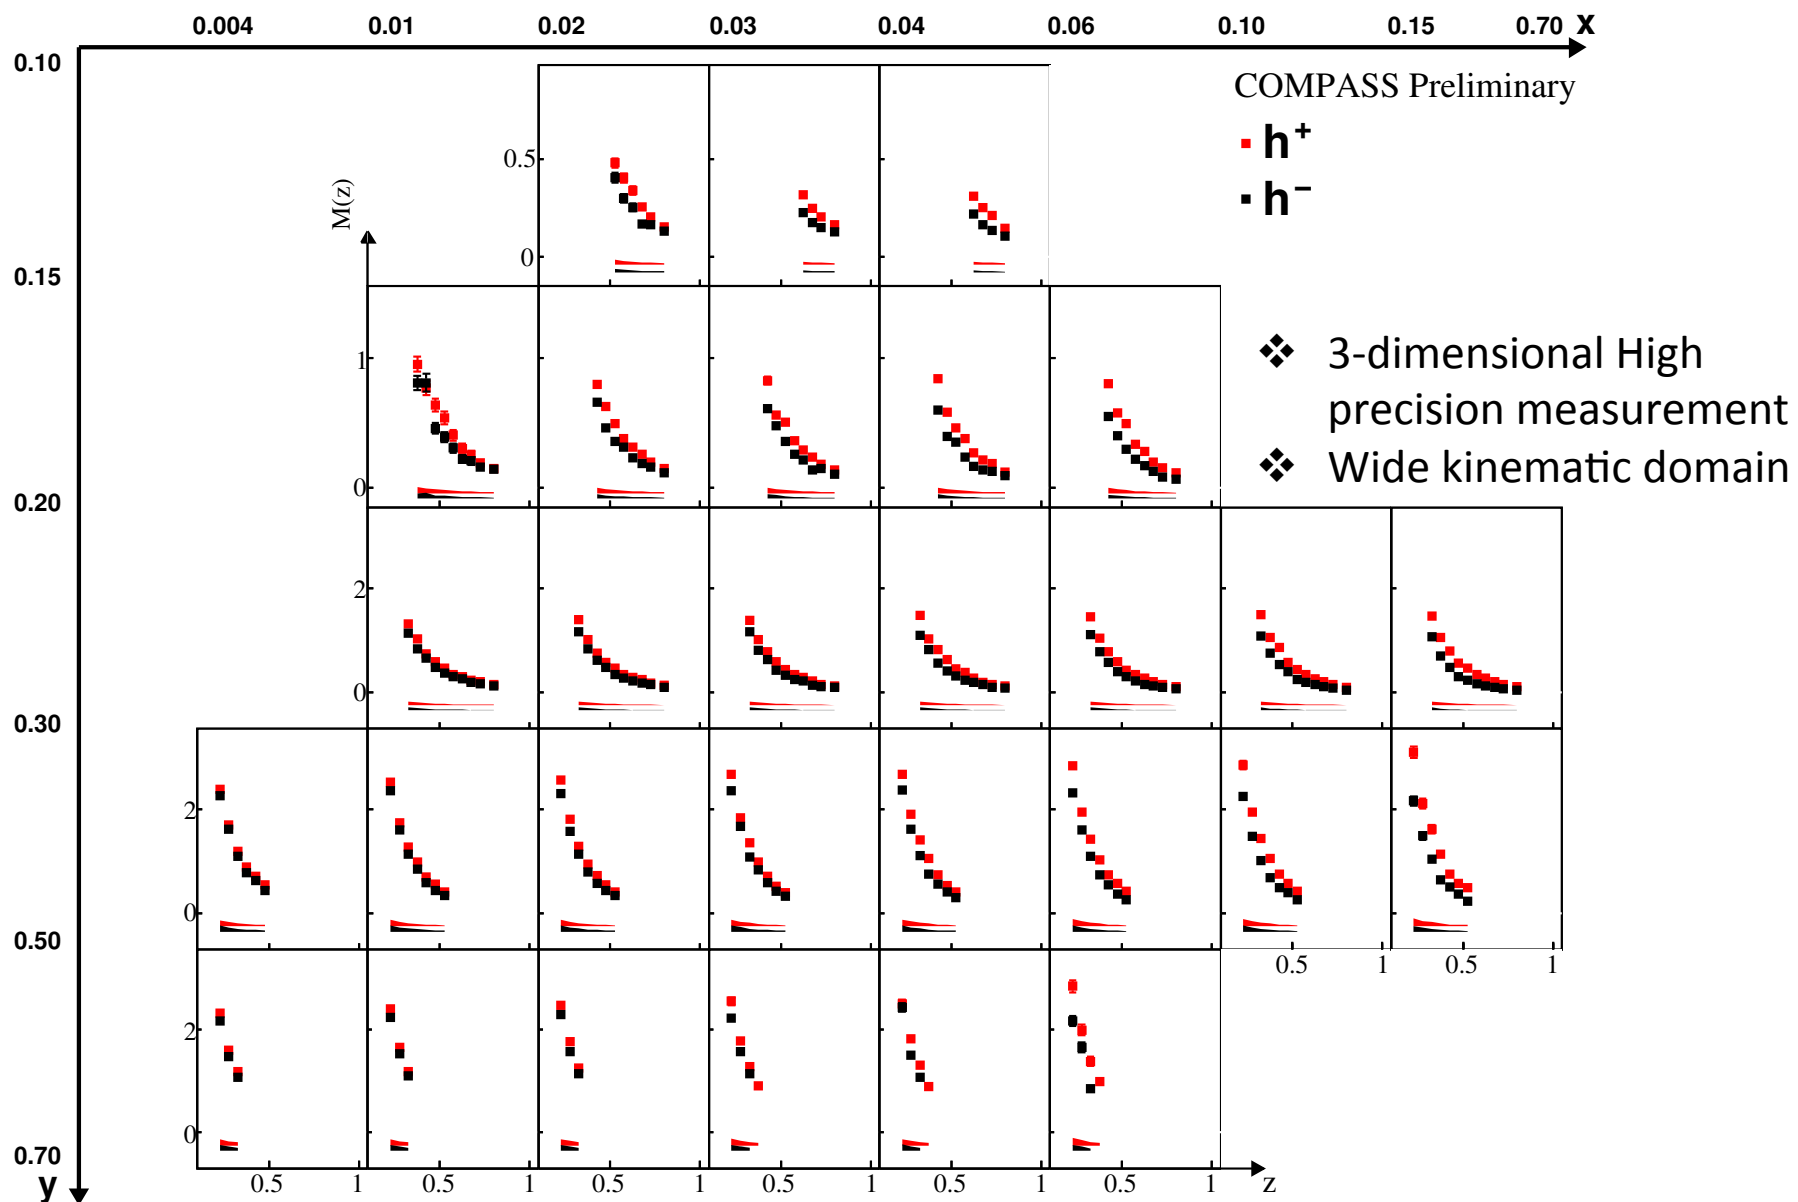 0.004 0.01 0.02 0.03 0.04 0.06 0.10 0.15 0.70 x
0.10
COMPASS Preliminary
h⁺
h⁻
0.5
0
M(z)
0.15
1
0
❖ 3-dimensional High
precision measurement
❖ Wide kinematic domain
0.20
2
0
0.30
2
0
0.50
0.5 1 0.5 1
2
0
0.70
0.5 1 0.5 1 0.5 1 0.5 1 0.5 1 0.5 1 z
y